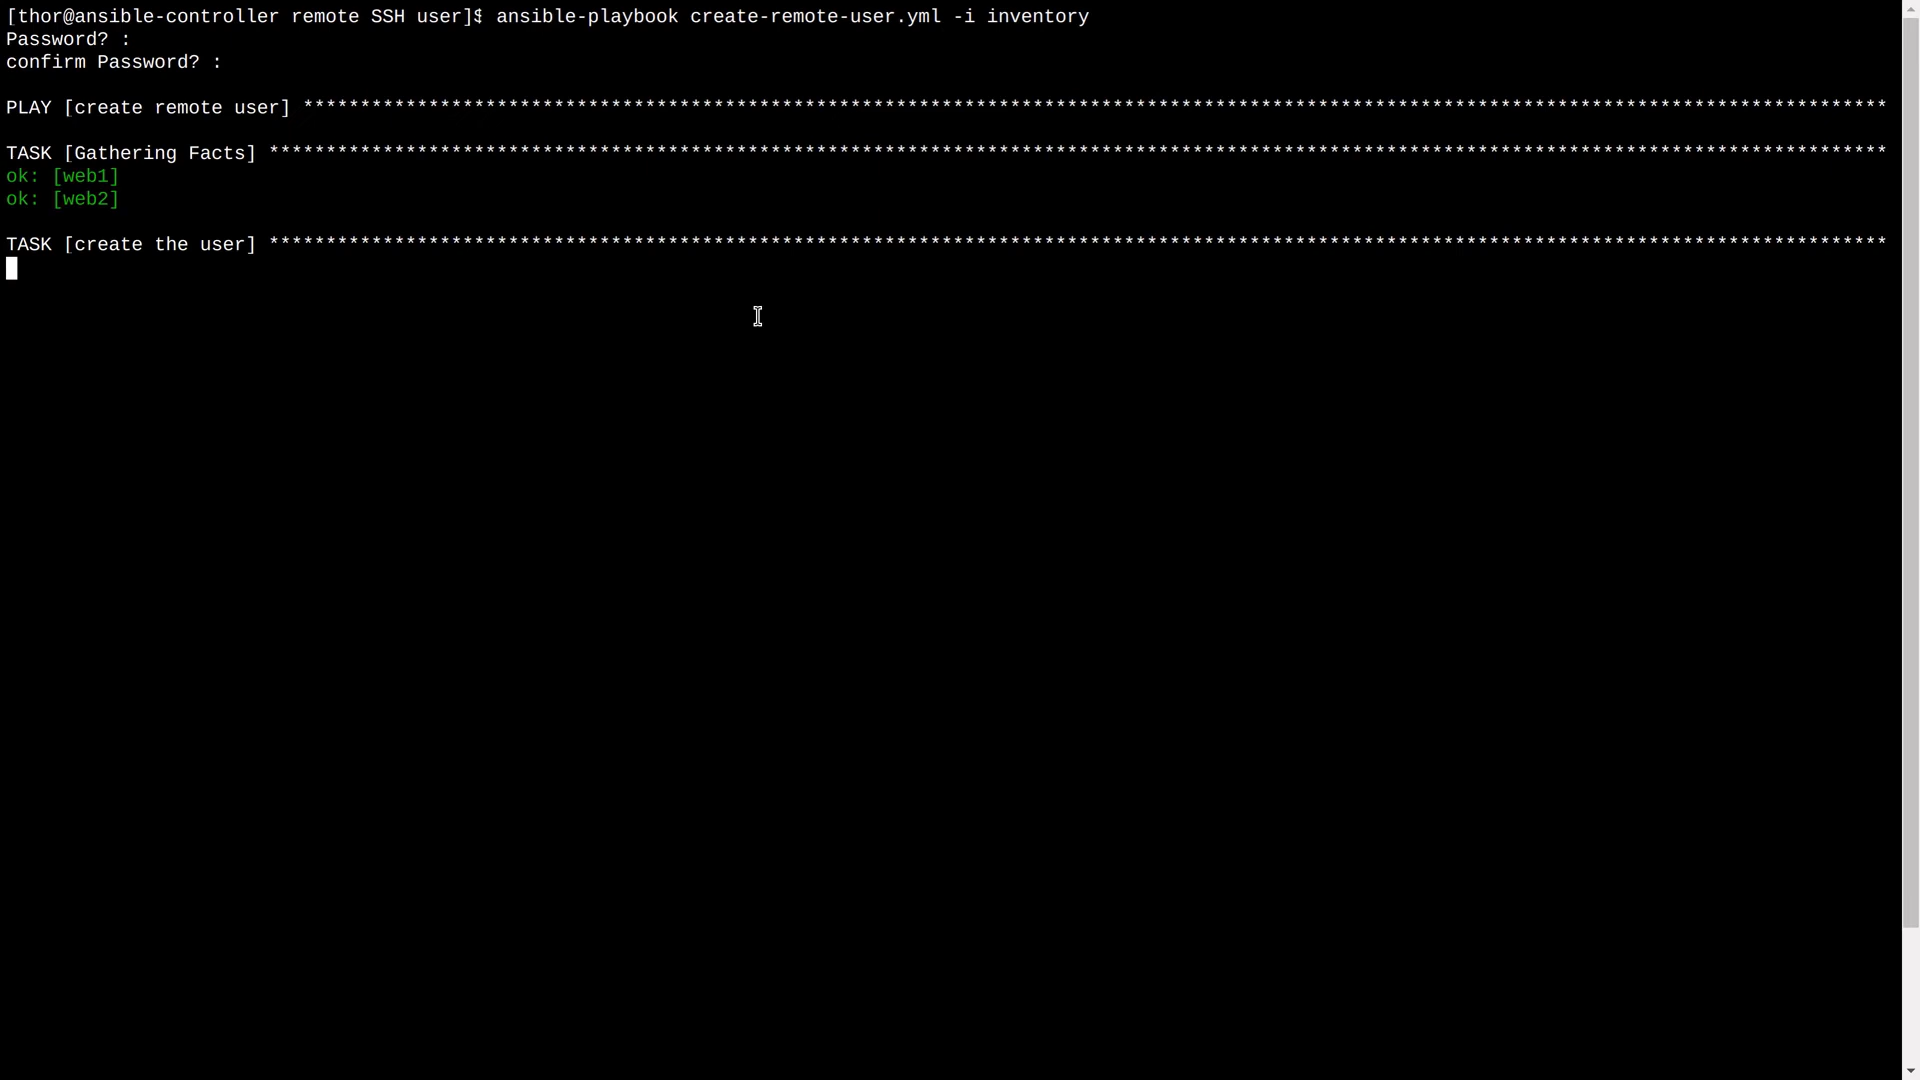 [thor@ansible-controller remote SSH user]$ ansible-playbook create-remote-user.yml -i inventory
Password? :
confirm Password? :
PLAY [create remote user] *******************************************************************************************************************************************
TASK [Gathering Facts] **********************************************************************************************************************************************
ok: [web1]
ok: [web2]
TASK [create the user] **********************************************************************************************************************************************